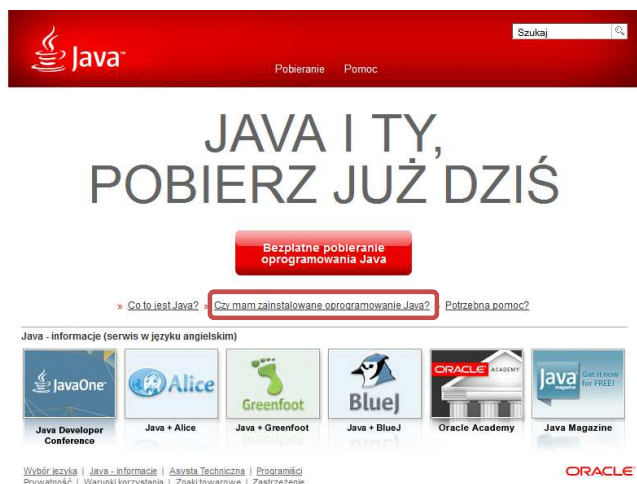 Java™
Szukaj
Pobieranie Pomoc
JAVA I TY,
POBIERZ JUŻ DZIŚ
Bezpłatne pobieranie
oprogramowania Java
» Co to jest Java? » Czy mam zainstalowane oprogramowanie Java? » Potrzebna pomoc?
Java - informacje (serwis w języku angielskim)
JavaOne Alice Greenfoot BlueJ ORACLE ACADEMY Java magazine Get it now for FREE!
Java Developer Conference Java + Alice Java + Greenfoot Java + BlueJ Oracle Academy Java Magazine
Wybór języka | Java - informacje | Asysta Techniczna | Programiści
Prywatność | Warunki korzystania | Znaki towarowe | Zastrzeżenie
ORACLE